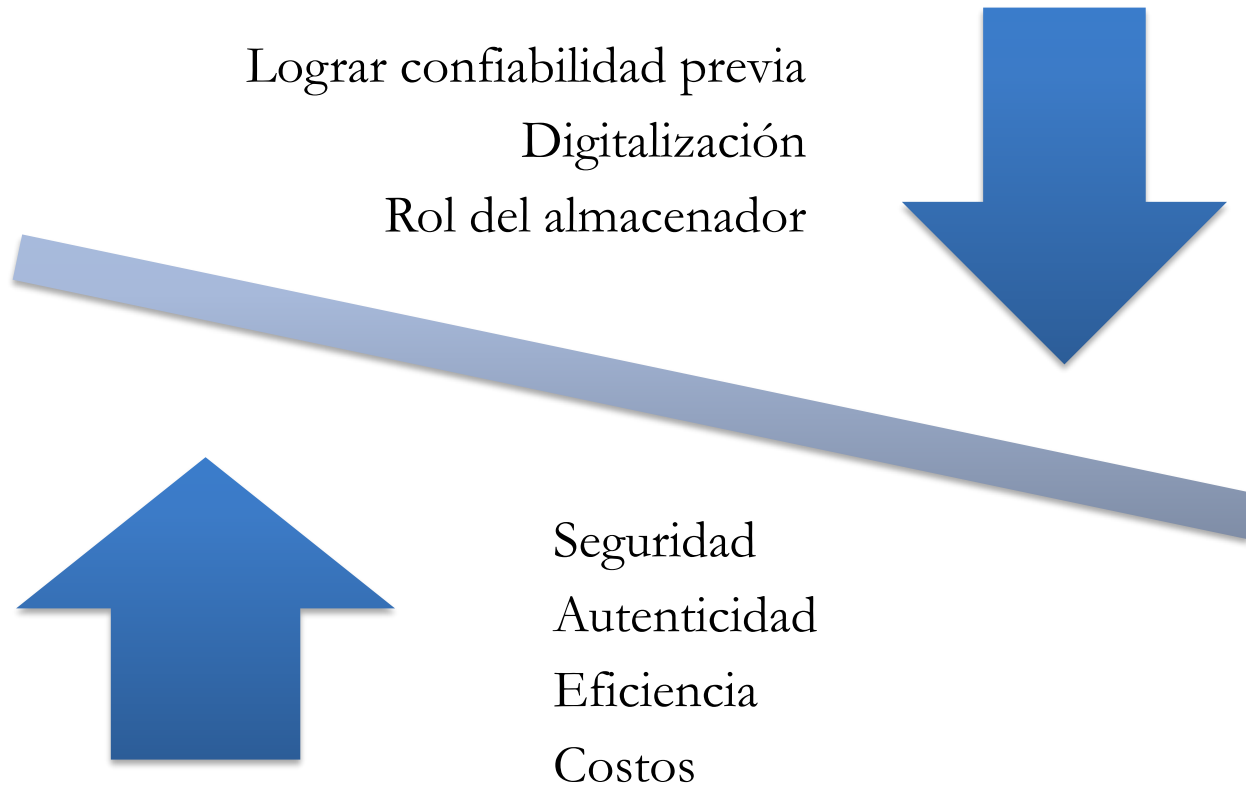 Lograr confiabilidad previa
Digitalización
Rol del almacenador
Seguridad
Autenticidad
Eficiencia
Costos